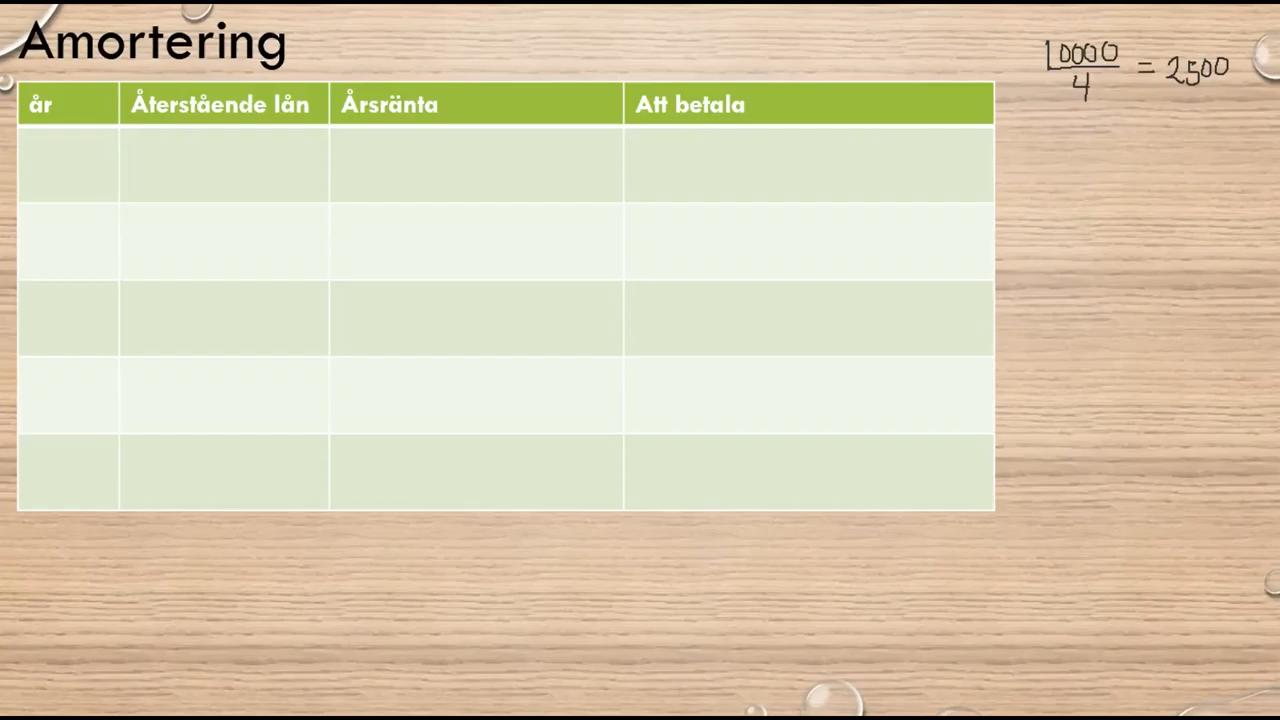 Amortering
år Återstående lån Årsränta Att betala
10000/4 = 2500